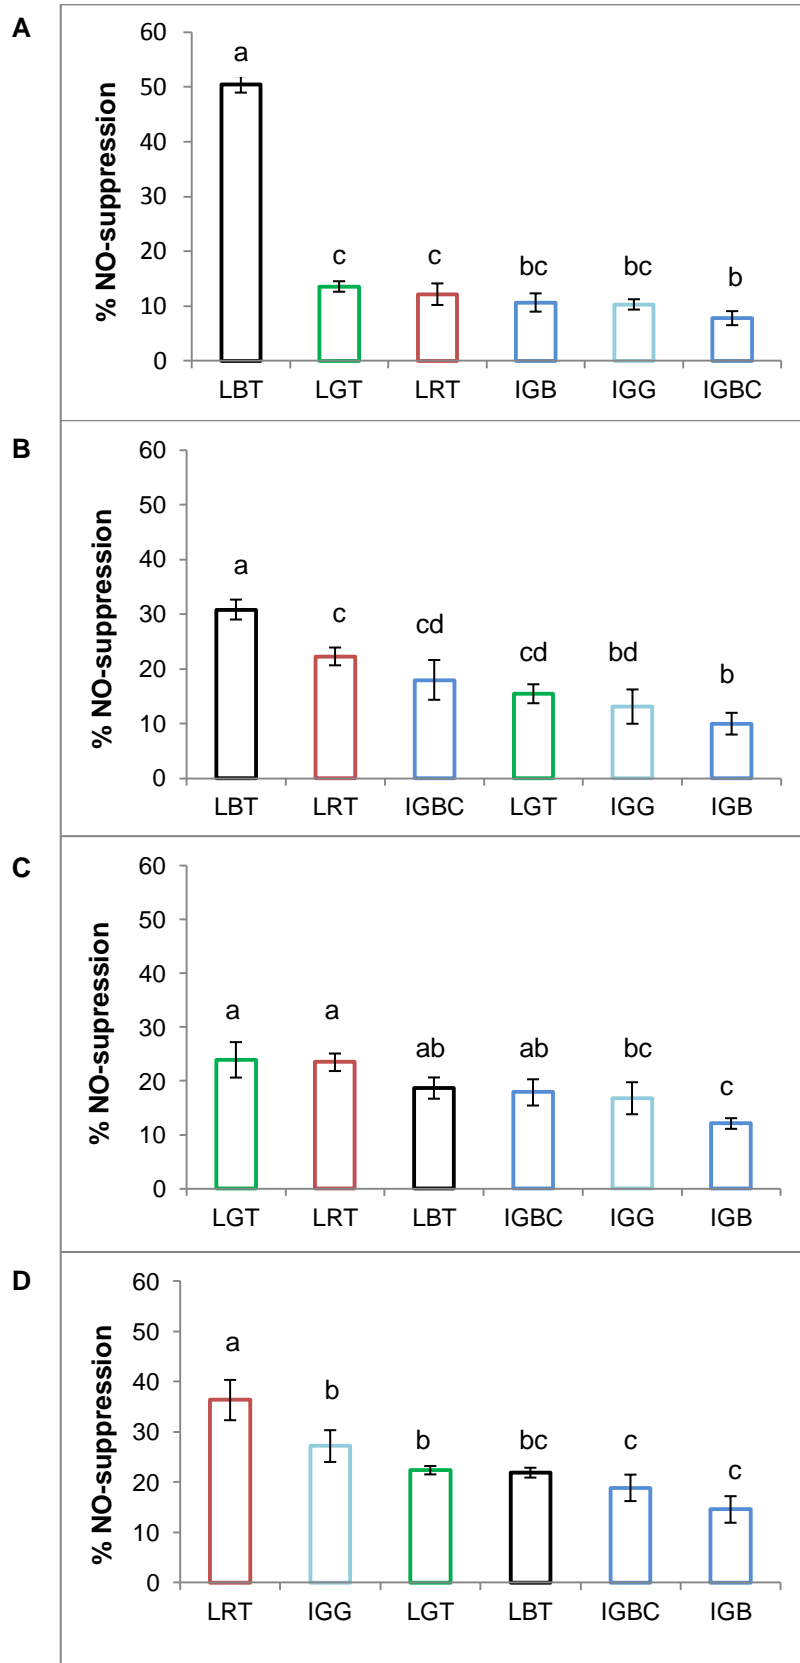 A
% NO-suppression
60
50
40
30
20
10
0
a
c
c
bc
bc
b
LBT LGT LRT IGB IGG IGBC
B
% NO-suppression
60
50
40
30
20
10
0
a
c
cd
cd
bd
b
LBT LRT IGBC LGT IGG IGB
C
% NO-supression
60
50
40
30
20
10
0
a
a
ab
ab
bc
c
LGT LRT LBT IGBC IGG IGB
D
% NO-suppression
60
50
40
30
20
10
0
a
b
b
bc
c
c
LRT IGG LGT LBT IGBC IGB